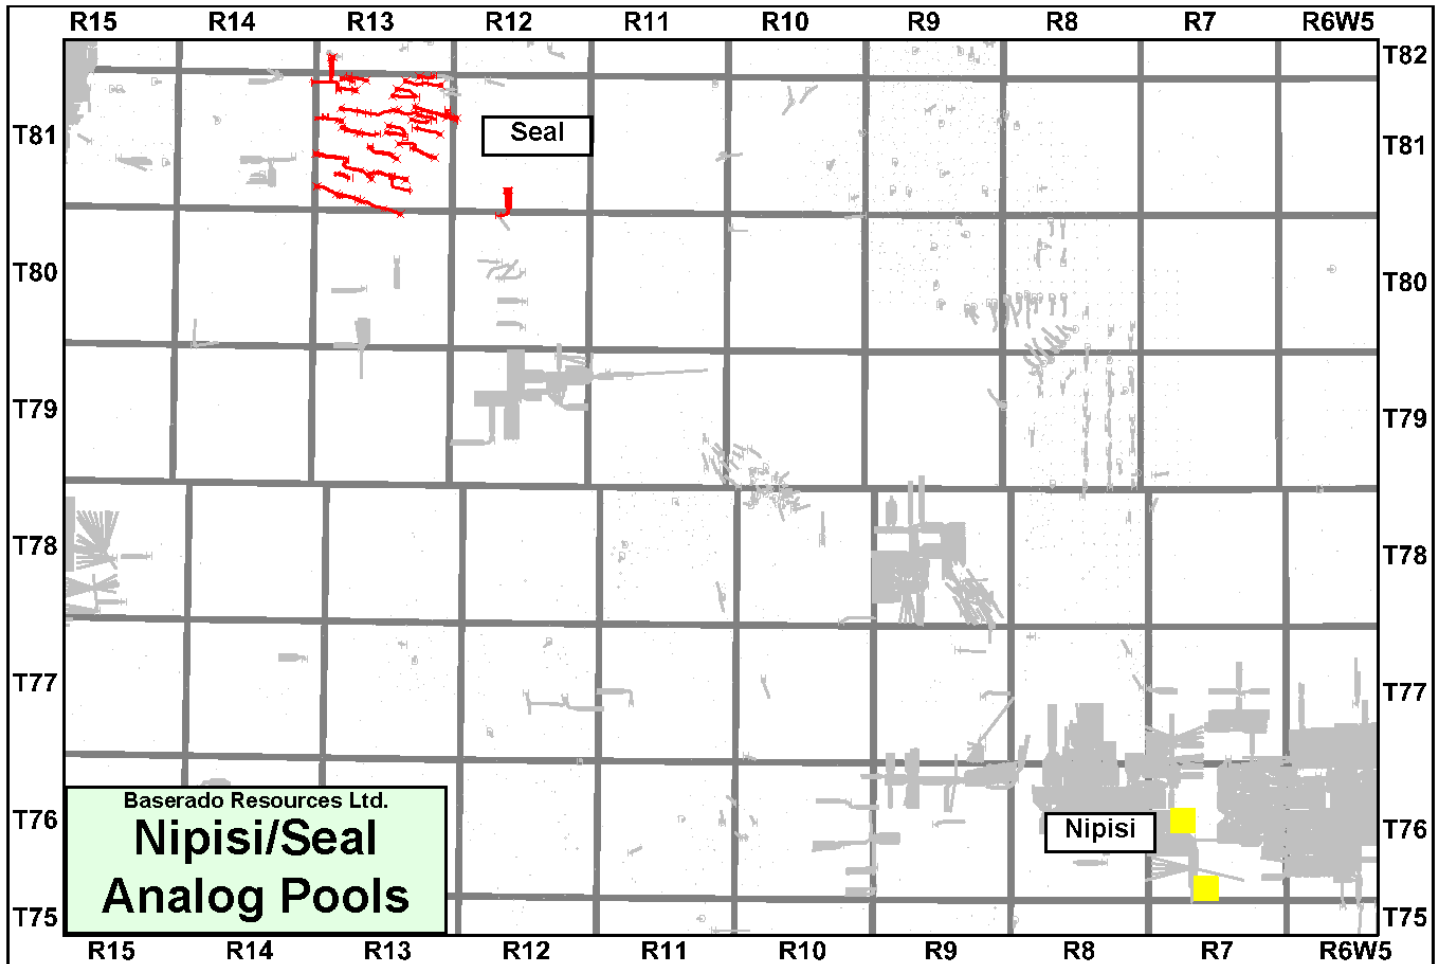 R15 R14 R13 R12 R11 R10 R9 R8 R7 R6W5
T82
T81 T81
Seal
T80 T80
T79 T79
T78 T78
T77 T77
T76 T76
Nipisi
Baserado Resources Ltd.
Nipisi/Seal
Analog Pools
T75 T75
R15 R14 R13 R12 R11 R10 R9 R8 R7 R6W5